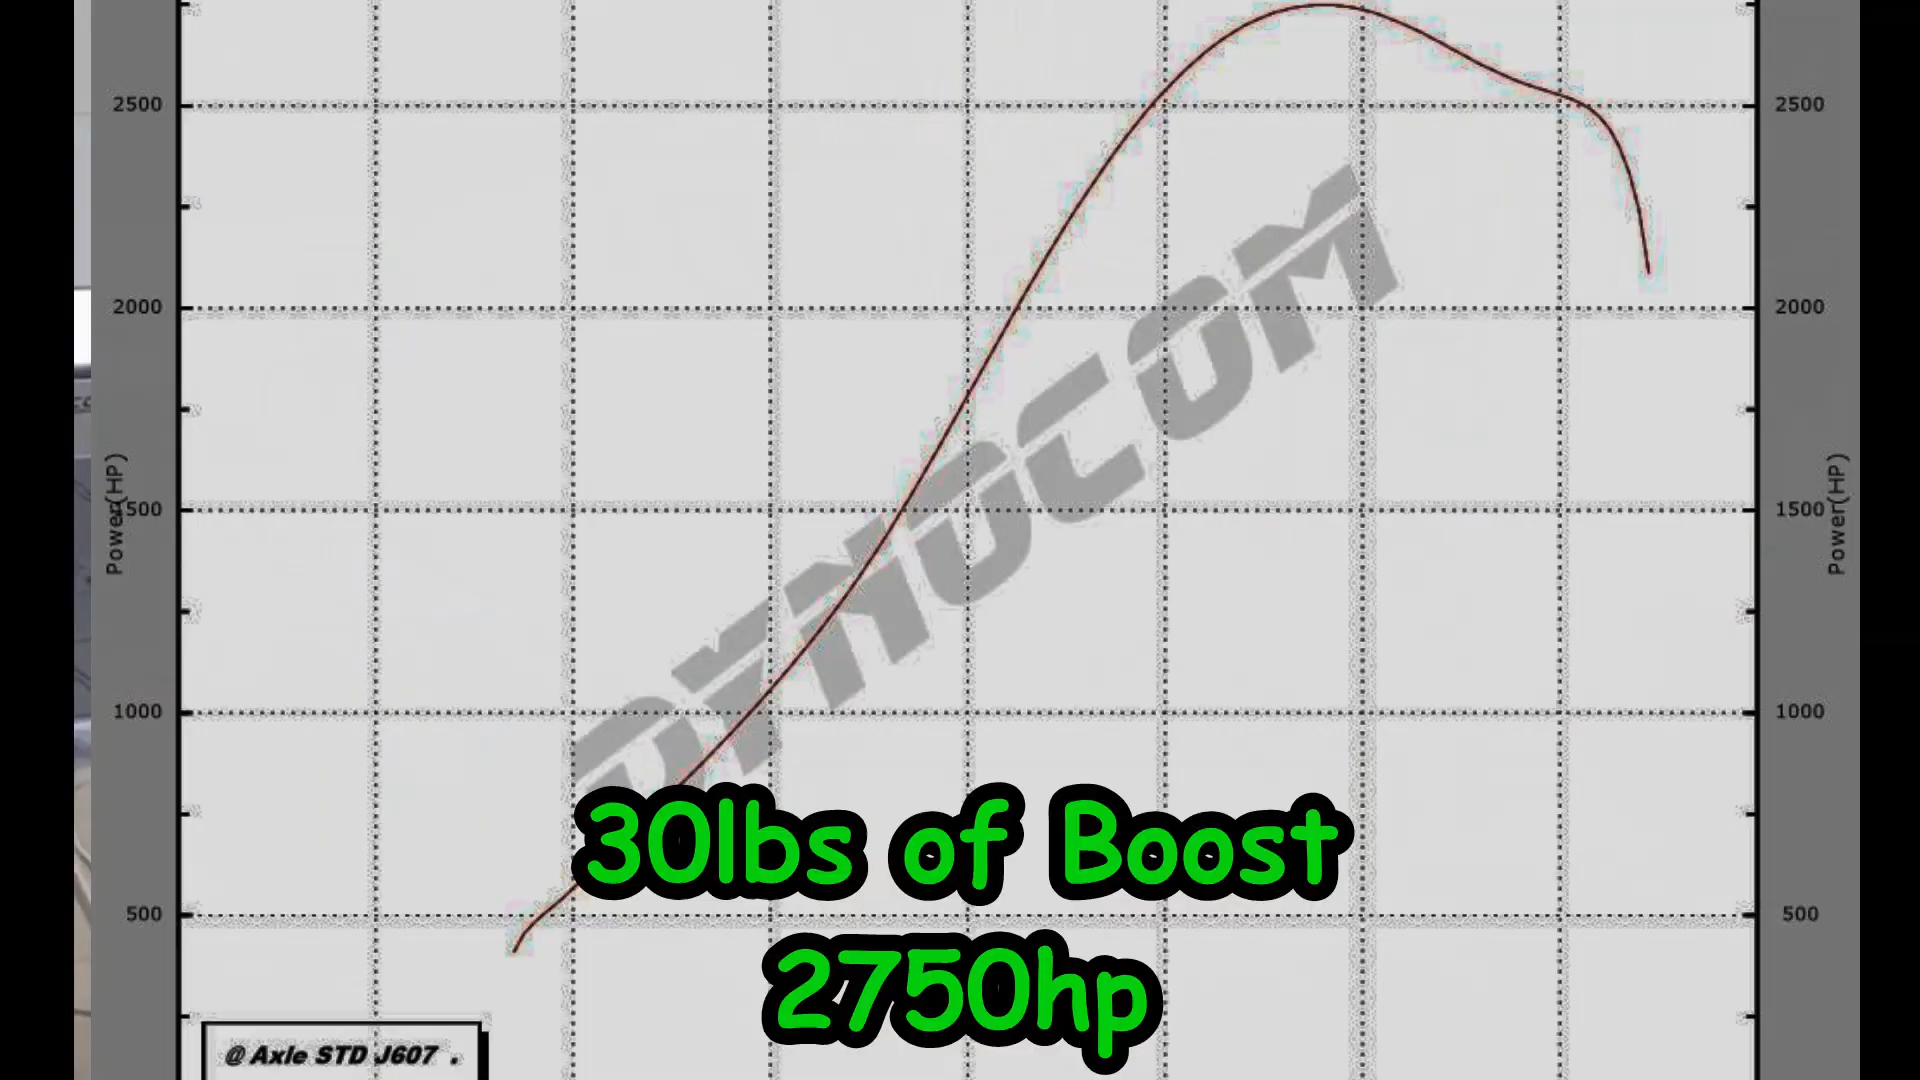 2500 2500
2000 2000
Power(HP) 1500 1500 Power(HP)
1000 1000
500 500
DYNOCOM
30lbs of Boost
2750hp
@ Axle STD J607 .